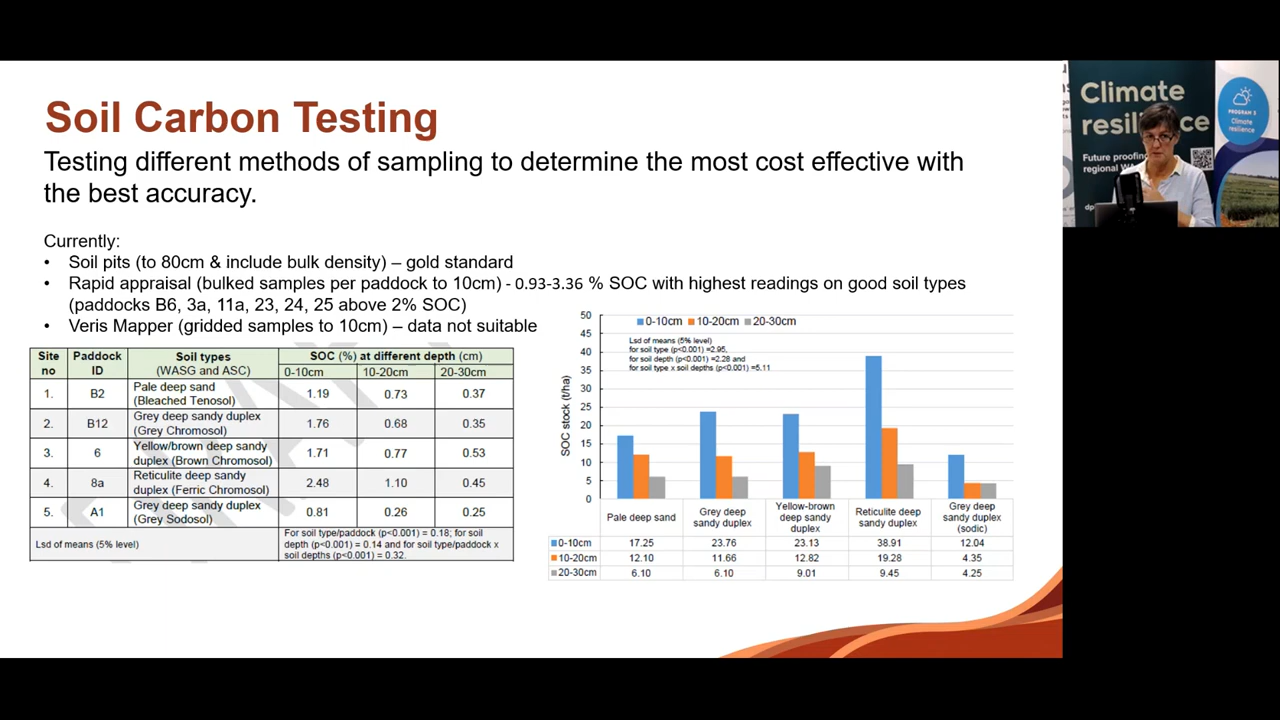 Soil Carbon Testing
Testing different methods of sampling to determine the most cost effective with
the best accuracy.
Currently:
• Soil pits (to 80cm & include bulk density) – gold standard
• Rapid appraisal (bulked samples per paddock to 10cm) - 0.93-3.36 % SOC with highest readings on good soil types
(paddocks B6, 3a, 11a, 23, 24, 25 above 2% SOC)
• Veris Mapper (gridded samples to 10cm) – data not suitable
Site no Paddock ID Soil types (WASG and ASC) SOC (%) at different depth (cm)
0-10cm 10-20cm 20-30cm
1. B2 Pale deep sand (Bleached Tenosol) 1.19 0.73 0.37
2. B12 Grey deep sandy duplex (Grey Chromosol) 1.76 0.68 0.35
3. 6 Yellow/brown deep sandy duplex (Brown Chromosol) 1.71 0.77 0.53
4. 8a Reticulite deep sandy duplex (Ferric Chromosol) 2.48 1.10 0.45
5. A1 Grey deep sandy duplex (Grey Sodosol) 0.81 0.26 0.25
Lsd of means (5% level) For soil type/paddock (p<0.001) = 0.18; for soil
depth (p<0.001) = 0.14 and for soil type/paddock x
soil depths (p<0.001) = 0.32.
0-10cm 10-20cm 20-30cm
Lsd of means (5% level)
for soil type (p<0.001) =2.95,
for soil depth (p<0.001) =2.28 and
for soil type x soil depths (p<0.001) =5.11
SOC stock (t/ha)
50
45
40
35
30
25
20
15
10
5
0
Pale deep sand Grey deep sandy duplex Yellow-brown deep sandy duplex Reticulite deep sandy duplex Grey deep sandy duplex (sodic)
0-10cm 17.25 23.76 23.13 38.91 12.04
10-20cm 12.10 11.66 12.82 19.28 4.35
20-30cm 6.10 6.10 9.01 9.45 4.25
Climate
resil ce
Future proofing
regional W
dp
PROGRAM 2
Climate
resilience